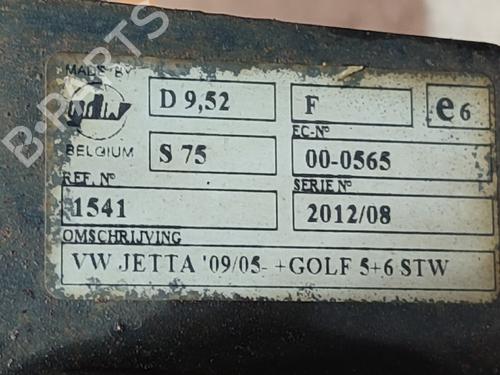 MADE BY
BELGIUM
D 9,52
F
e6
EC-Nº
S 75
00-0565
REF. Nº
SERIE Nº
1541
2012/08
OMSCHRIJVING
VW JETTA '09/05- +GOLF 5+6 STW
B-PARTS